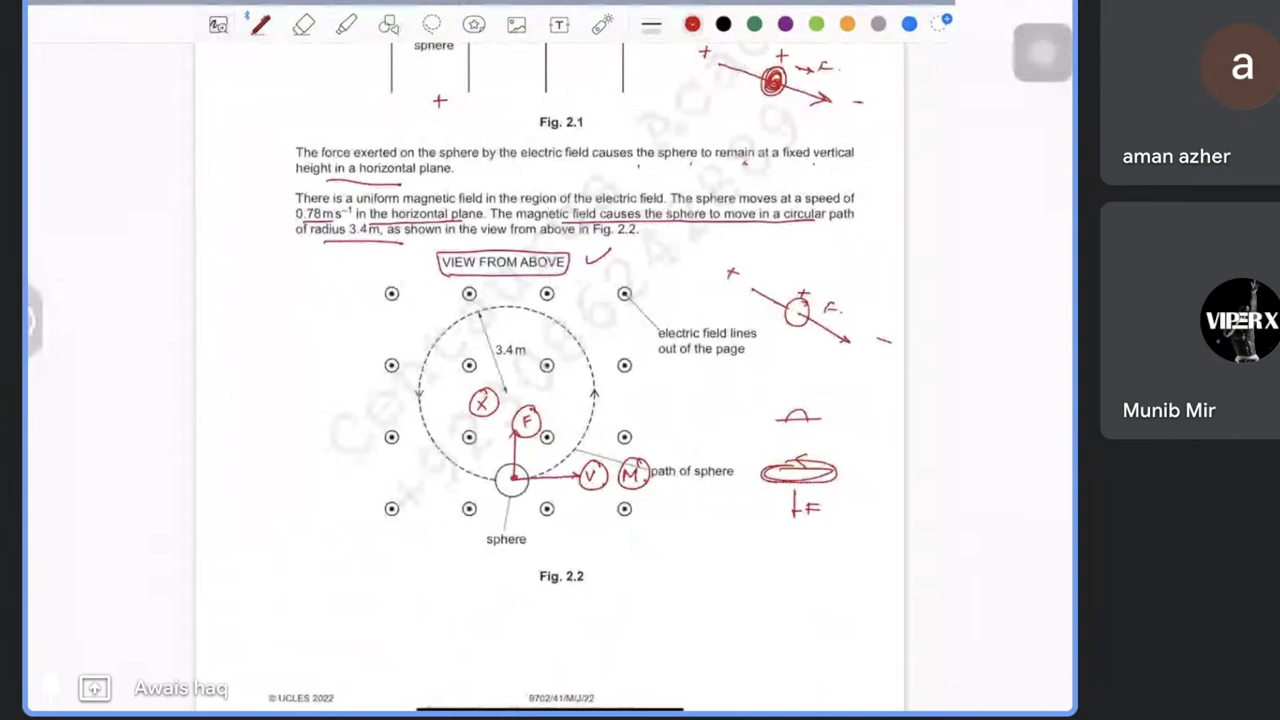 sphere
+
+
+
F.
-
Fig. 2.1
The force exerted on the sphere by the electric field causes the sphere to remain at a fixed vertical
height in a horizontal plane.
There is a uniform magnetic field in the region of the electric field. The sphere moves at a speed of
0.78 m s⁻¹ in the horizontal plane. The magnetic field causes the sphere to move in a circular path
of radius 3.4 m, as shown in the view from above in Fig. 2.2.
VIEW FROM ABOVE
+
+
F.
-
electric field lines
out of the page
3.4 m
X
F
V
M
path of sphere
F
sphere
Fig. 2.2
© UCLES 2022
9702/41/M/J/22
Awais haq
a
aman azher
VIPER X
Munib Mir
T